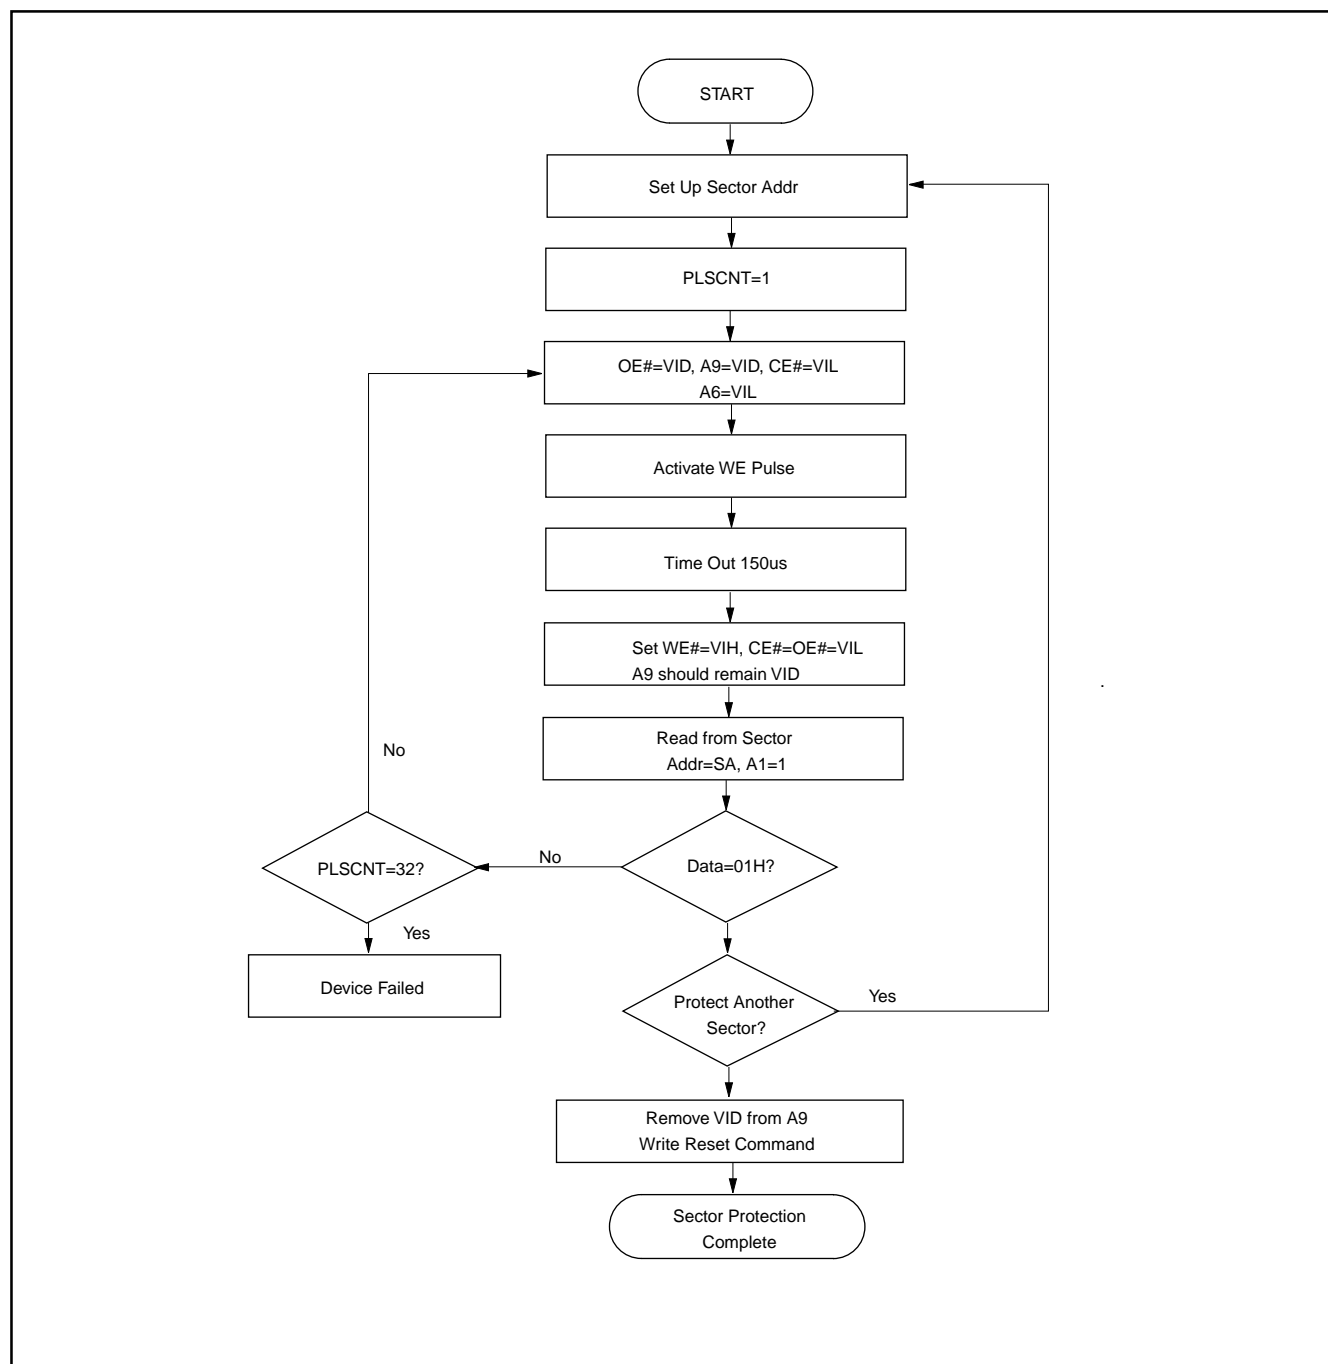 START
Set Up Sector Addr
PLSCNT=1
OE#=VID, A9=VID, CE#=VIL
A6=VIL
Activate WE Pulse
Time Out 150us
Set WE#=VIH, CE#=OE#=VIL
A9 should remain VID
.
Read from Sector
Addr=SA, A1=1
No
PLSCNT=32?
No
Data=01H?
Yes
Device Failed
Protect Another
Sector?
Yes
Remove VID from A9
Write Reset Command
Sector Protection
Complete